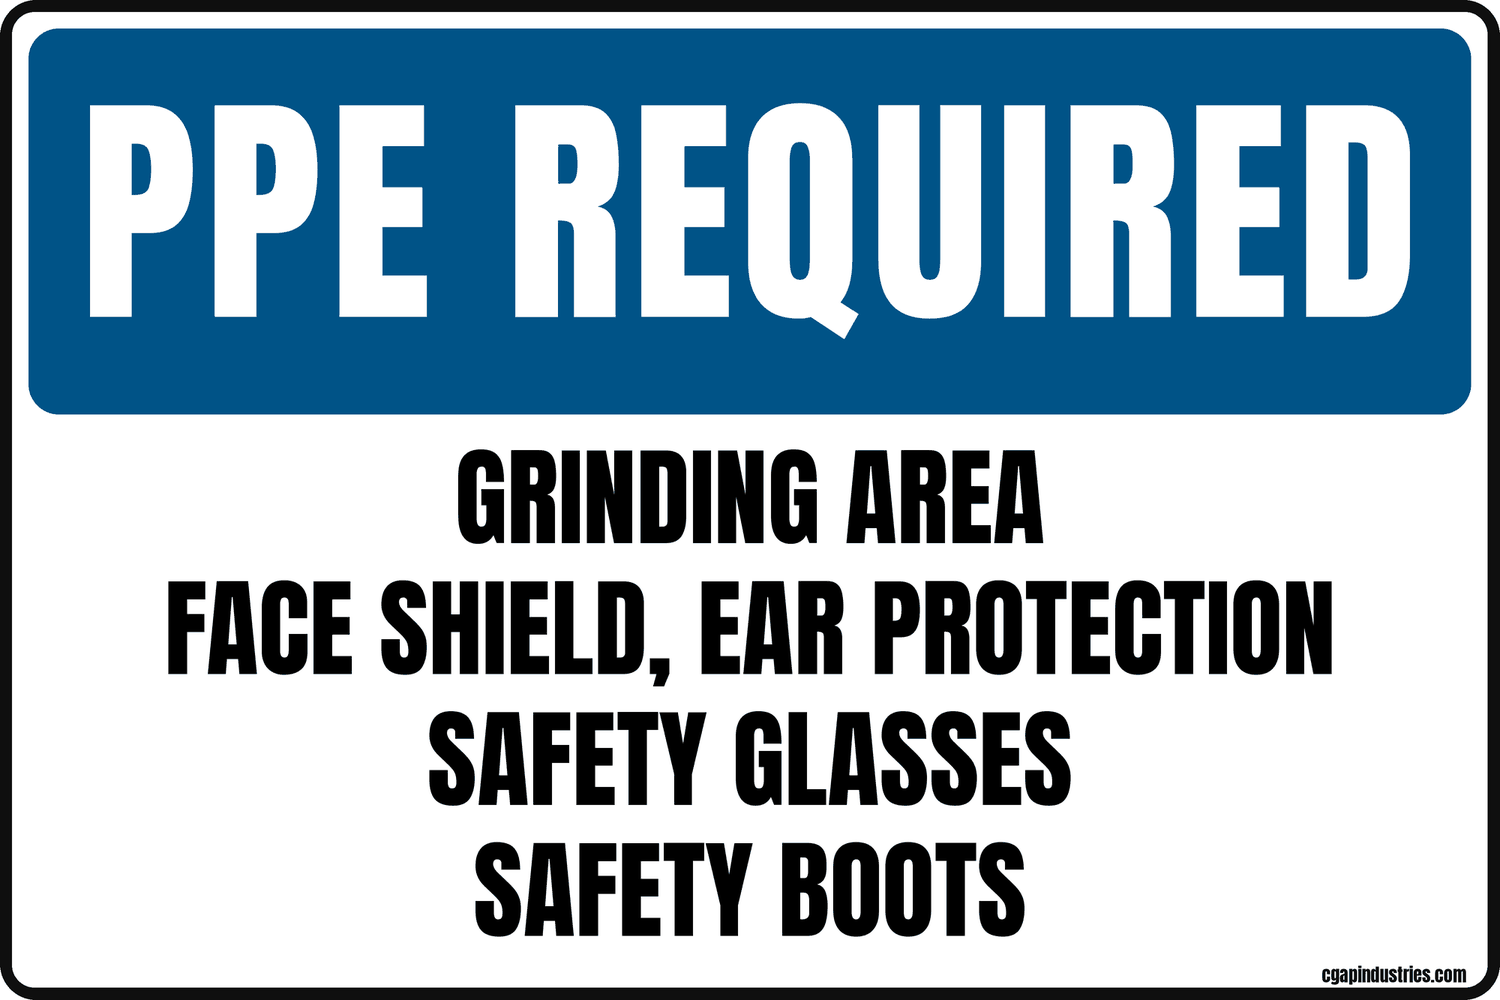 PPE REQUIRED
GRINDING AREA
FACE SHIELD, EAR PROTECTION
SAFETY GLASSES
SAFETY BOOTS
cgapindustries.com